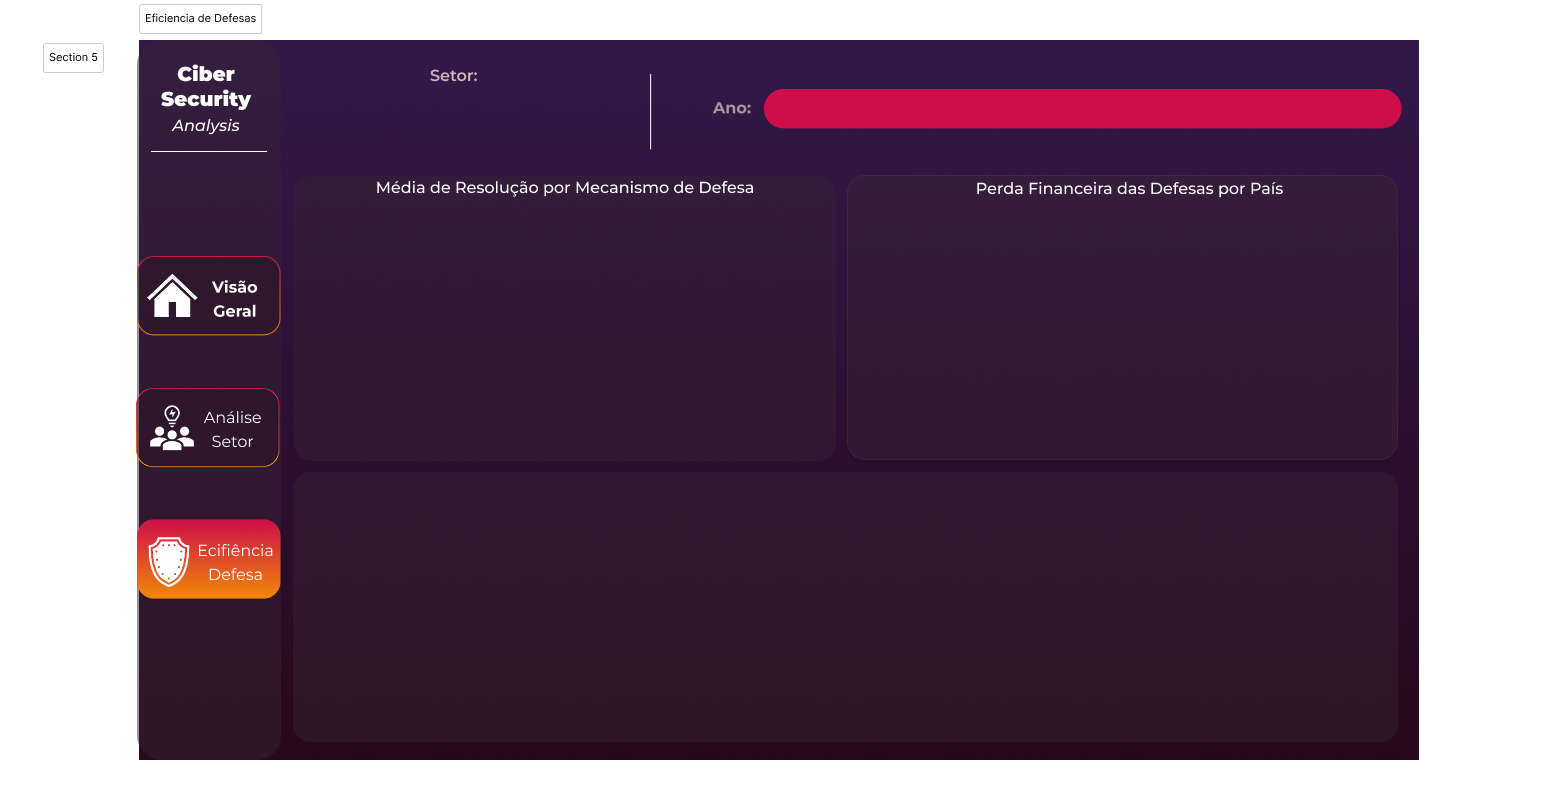 Eficiencia de Defesas
Section 5
Ciber
Security
Analysis
Setor:
Ano:
Média de Resolução por Mecanismo de Defesa
Perda Financeira das Defesas por País
Visão
Geral
Análise
Setor
Ecifiência
Defesa